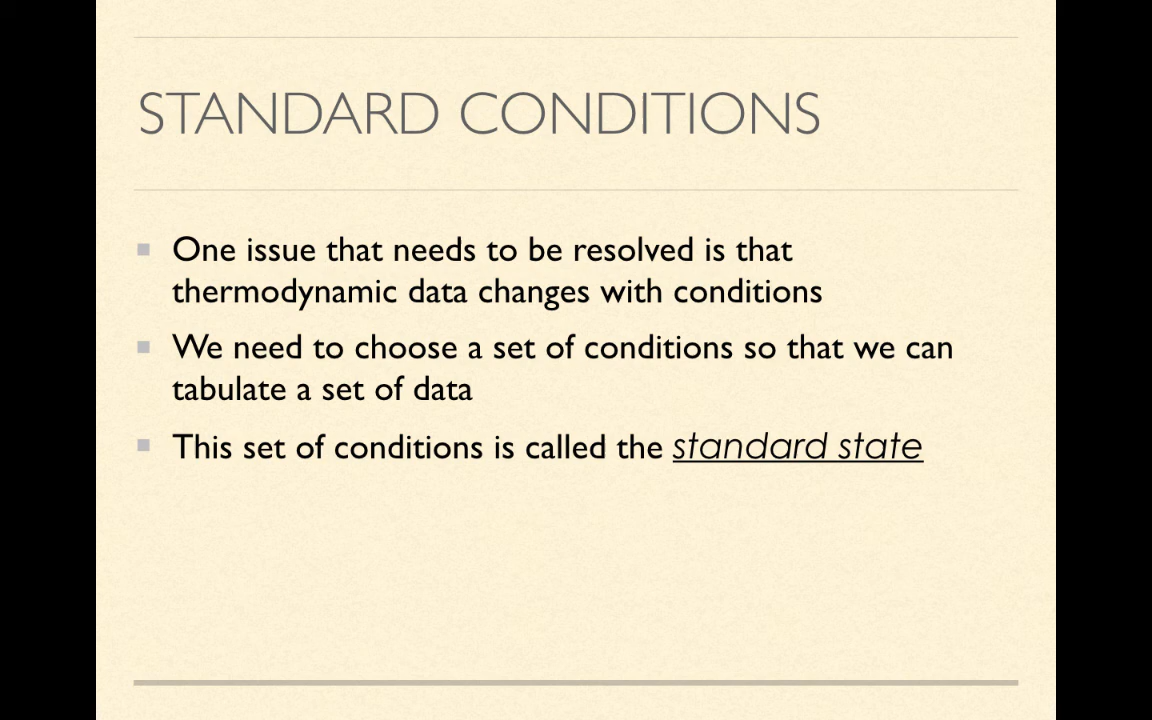 STANDARD CONDITIONS
One issue that needs to be resolved is that
thermodynamic data changes with conditions
We need to choose a set of conditions so that we can
tabulate a set of data
This set of conditions is called the standard state